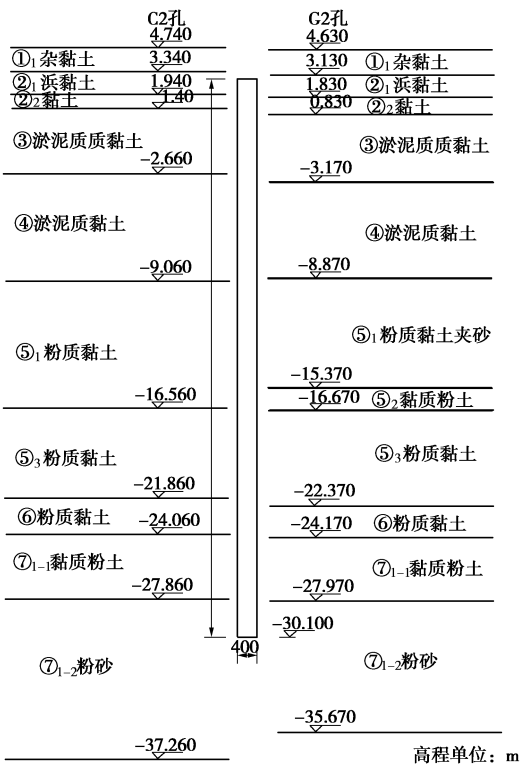 C2孔
4.740
①₁杂黏土
3.340
②₁浜黏土
1.940
②₂黏土
1.40
③淤泥质质黏土
−2.660
④淤泥质黏土
−9.060
⑤₁粉质黏土
−16.560
⑤₃粉质黏土
−21.860
⑥粉质黏土
−24.060
⑦₁₋₁黏质粉土
−27.860
⑦₁₋₂粉砂
−37.260
400
−30.100
G2孔
4.630
①₁杂黏土
3.130
②₁浜黏土
1.830
②₂黏土
0.830
③淤泥质质黏土
−3.170
④淤泥质黏土
−8.870
⑤₁粉质黏土夹砂
−15.370
⑤₂黏质粉土
−16.670
⑤₃粉质黏土
−22.370
⑥粉质黏土
−24.170
⑦₁₋₁黏质粉土
−27.970
⑦₁₋₂粉砂
−35.670
高程单位：m